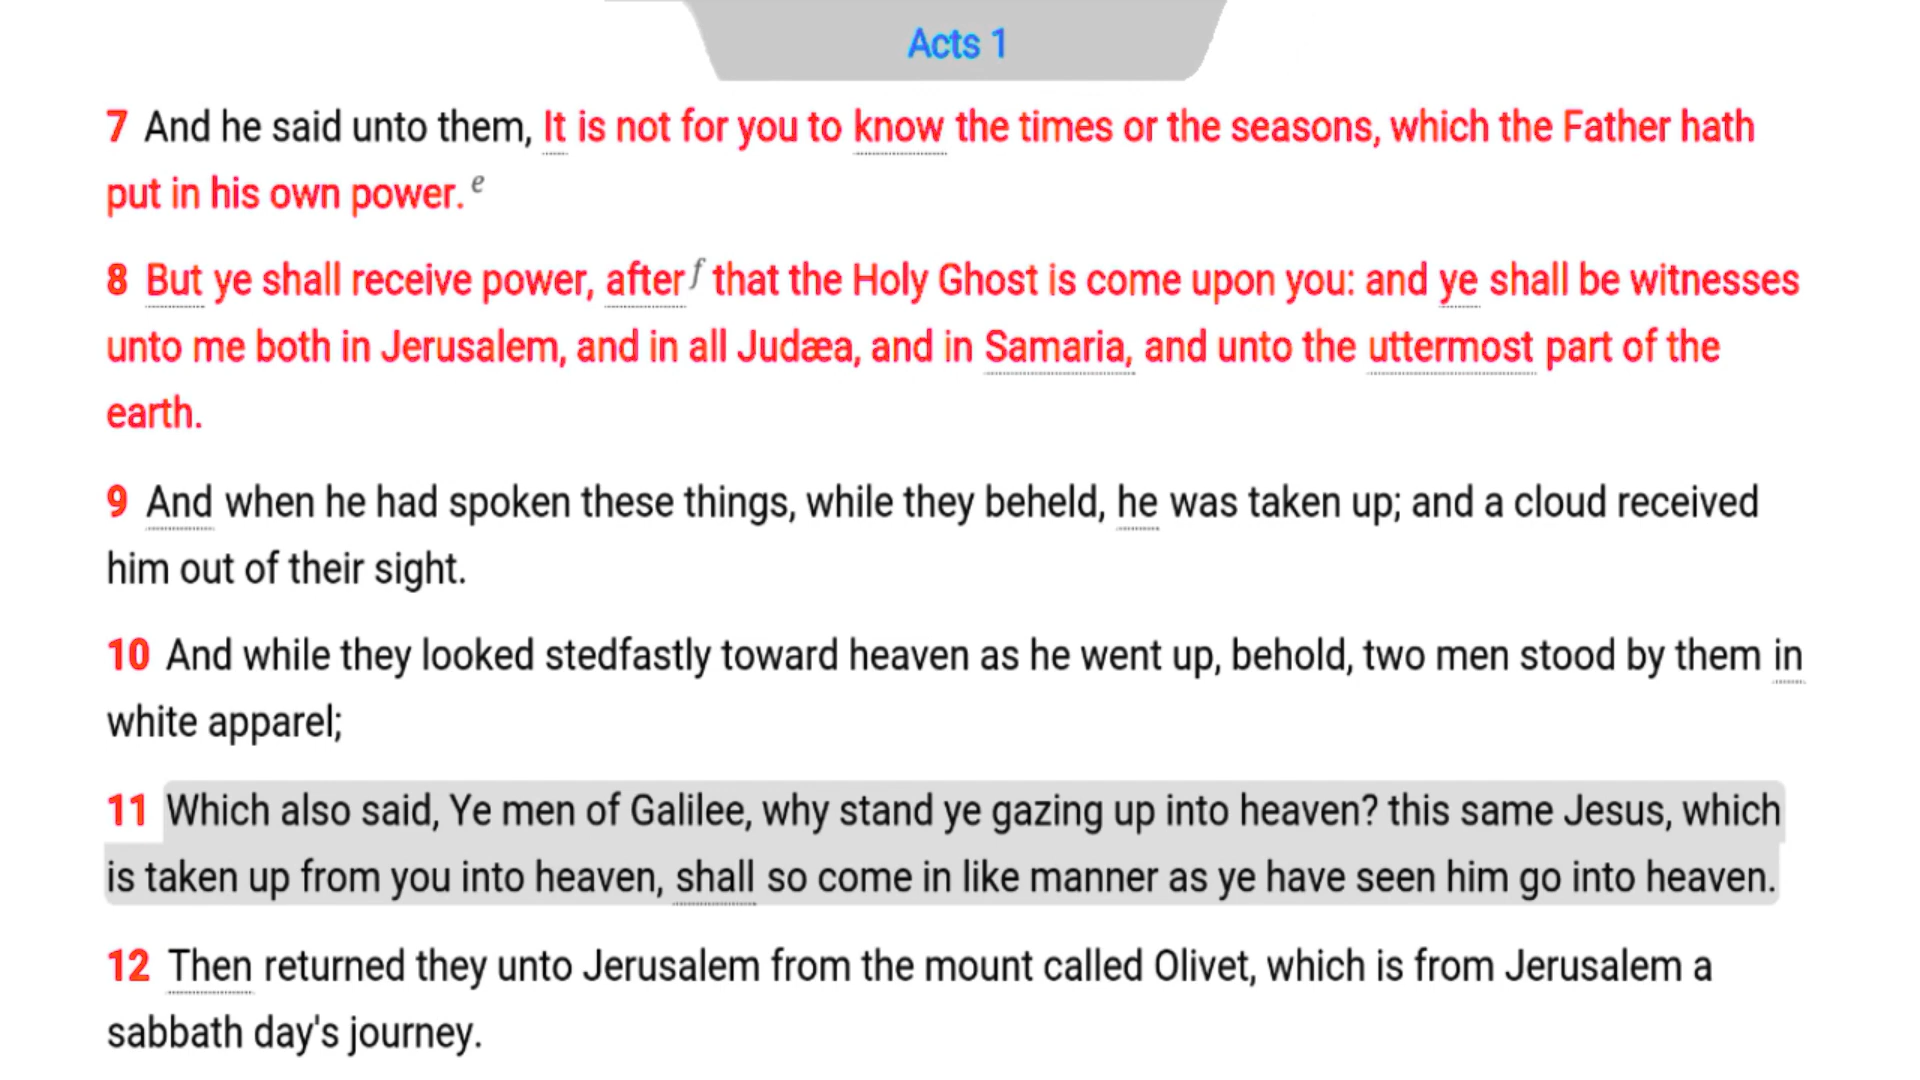 Acts 1
7 And he said unto them, It is not for you to know the times or the seasons, which the Father hath
put in his own power. e
8 But ye shall receive power, after f that the Holy Ghost is come upon you: and ye shall be witnesses
unto me both in Jerusalem, and in all Judæa, and in Samaria, and unto the uttermost part of the
earth.
9 And when he had spoken these things, while they beheld, he was taken up; and a cloud received
him out of their sight.
10 And while they looked stedfastly toward heaven as he went up, behold, two men stood by them in
white apparel;
11 Which also said, Ye men of Galilee, why stand ye gazing up into heaven? this same Jesus, which
is taken up from you into heaven, shall so come in like manner as ye have seen him go into heaven.
12 Then returned they unto Jerusalem from the mount called Olivet, which is from Jerusalem a
sabbath day's journey.